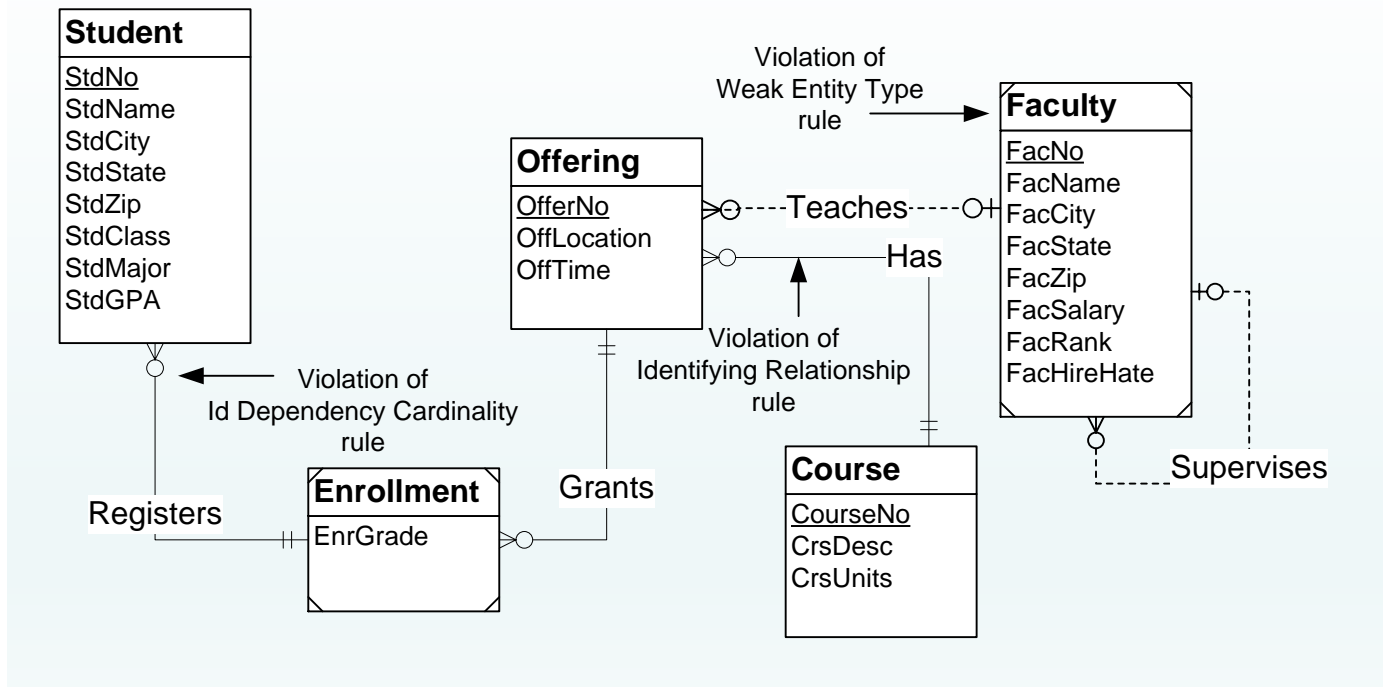 Student
StdNo
StdName
StdCity
StdState
StdZip
StdClass
StdMajor
StdGPA
Violation of
Weak Entity Type
rule
Faculty
FacNo
FacName
FacCity
FacState
FacZip
FacSalary
FacRank
FacHireHate
Offering
OfferNo
OffLocation
OffTime
Teaches
Has
Violation of
Identifying Relationship
rule
Violation of
Id Dependency Cardinality
rule
Supervises
Registers
Enrollment
EnrGrade
Grants
Course
CourseNo
CrsDesc
CrsUnits